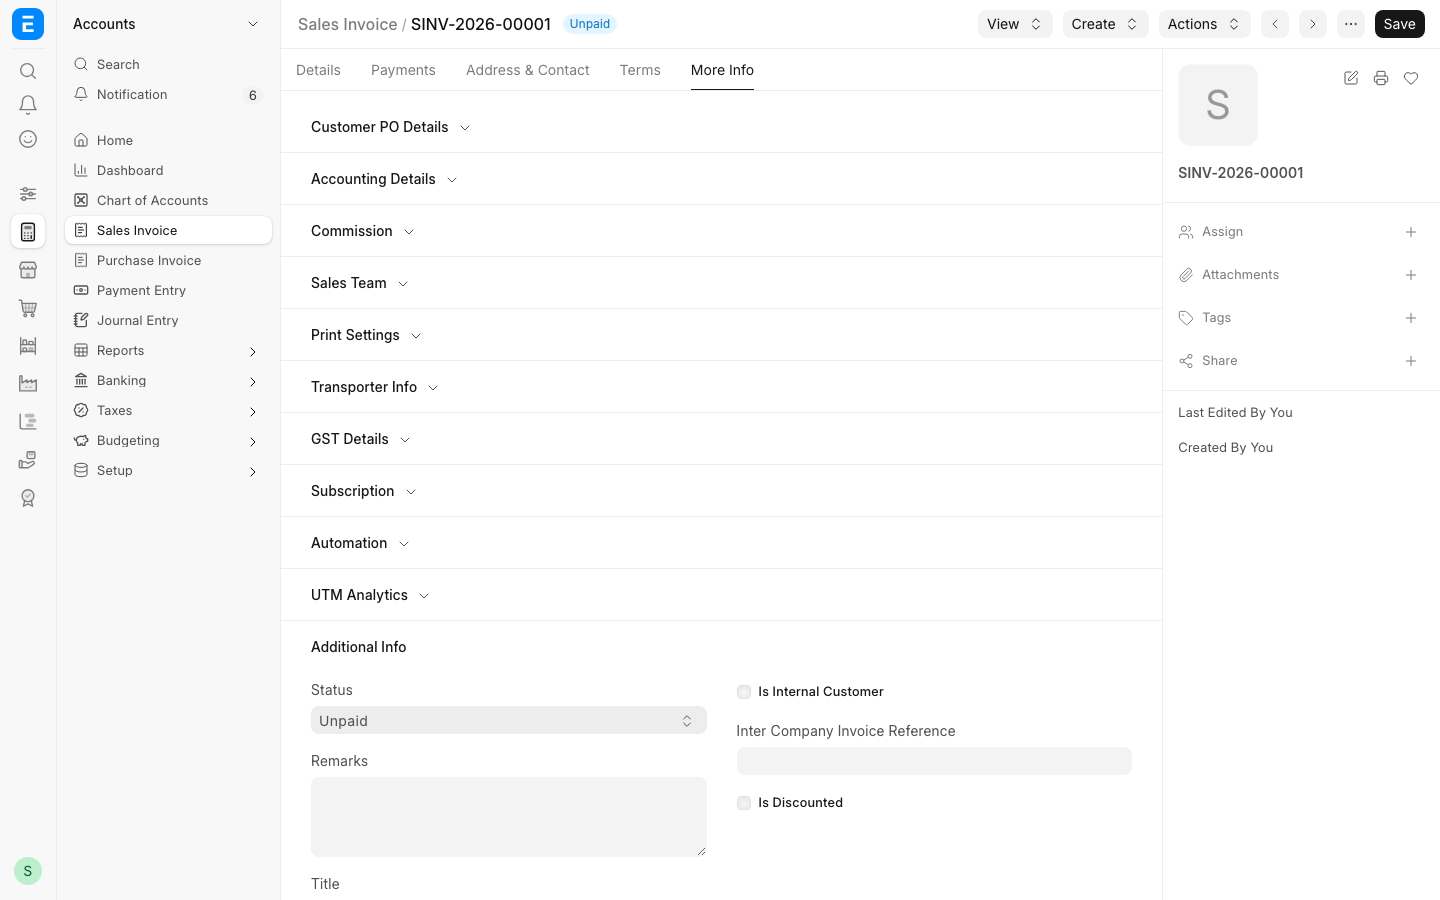 Accounts
Search
Notification 6
Home
Dashboard
Chart of Accounts
Sales Invoice
Purchase Invoice
Payment Entry
Journal Entry
Reports
Banking
Taxes
Budgeting
Setup
S
Sales Invoice / SINV-2026-00001 Unpaid
View Create Actions ··· Save
Details Payments Address & Contact Terms More Info
Customer PO Details
Accounting Details
Commission
Sales Team
Print Settings
Transporter Info
GST Details
Subscription
Automation
UTM Analytics
Additional Info
Status
Unpaid
Remarks
Title
Is Internal Customer
Inter Company Invoice Reference
Is Discounted
S
SINV-2026-00001
Assign
Attachments
Tags
Share
Last Edited By You
Created By You